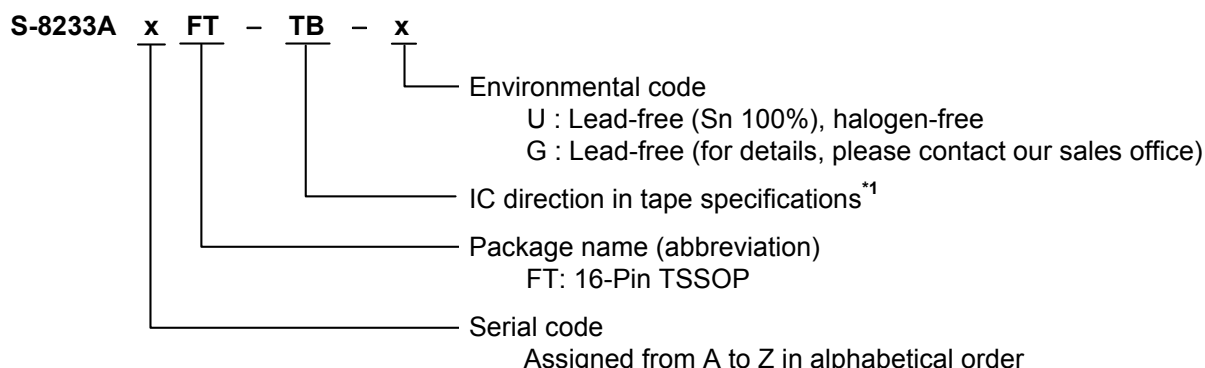 S-8233A x FT – TB – x
Environmental code
U : Lead-free (Sn 100%), halogen-free
G : Lead-free (for details, please contact our sales office)
IC direction in tape specifications*1
Package name (abbreviation)
FT: 16-Pin TSSOP
Serial code
Assigned from A to Z in alphabetical order